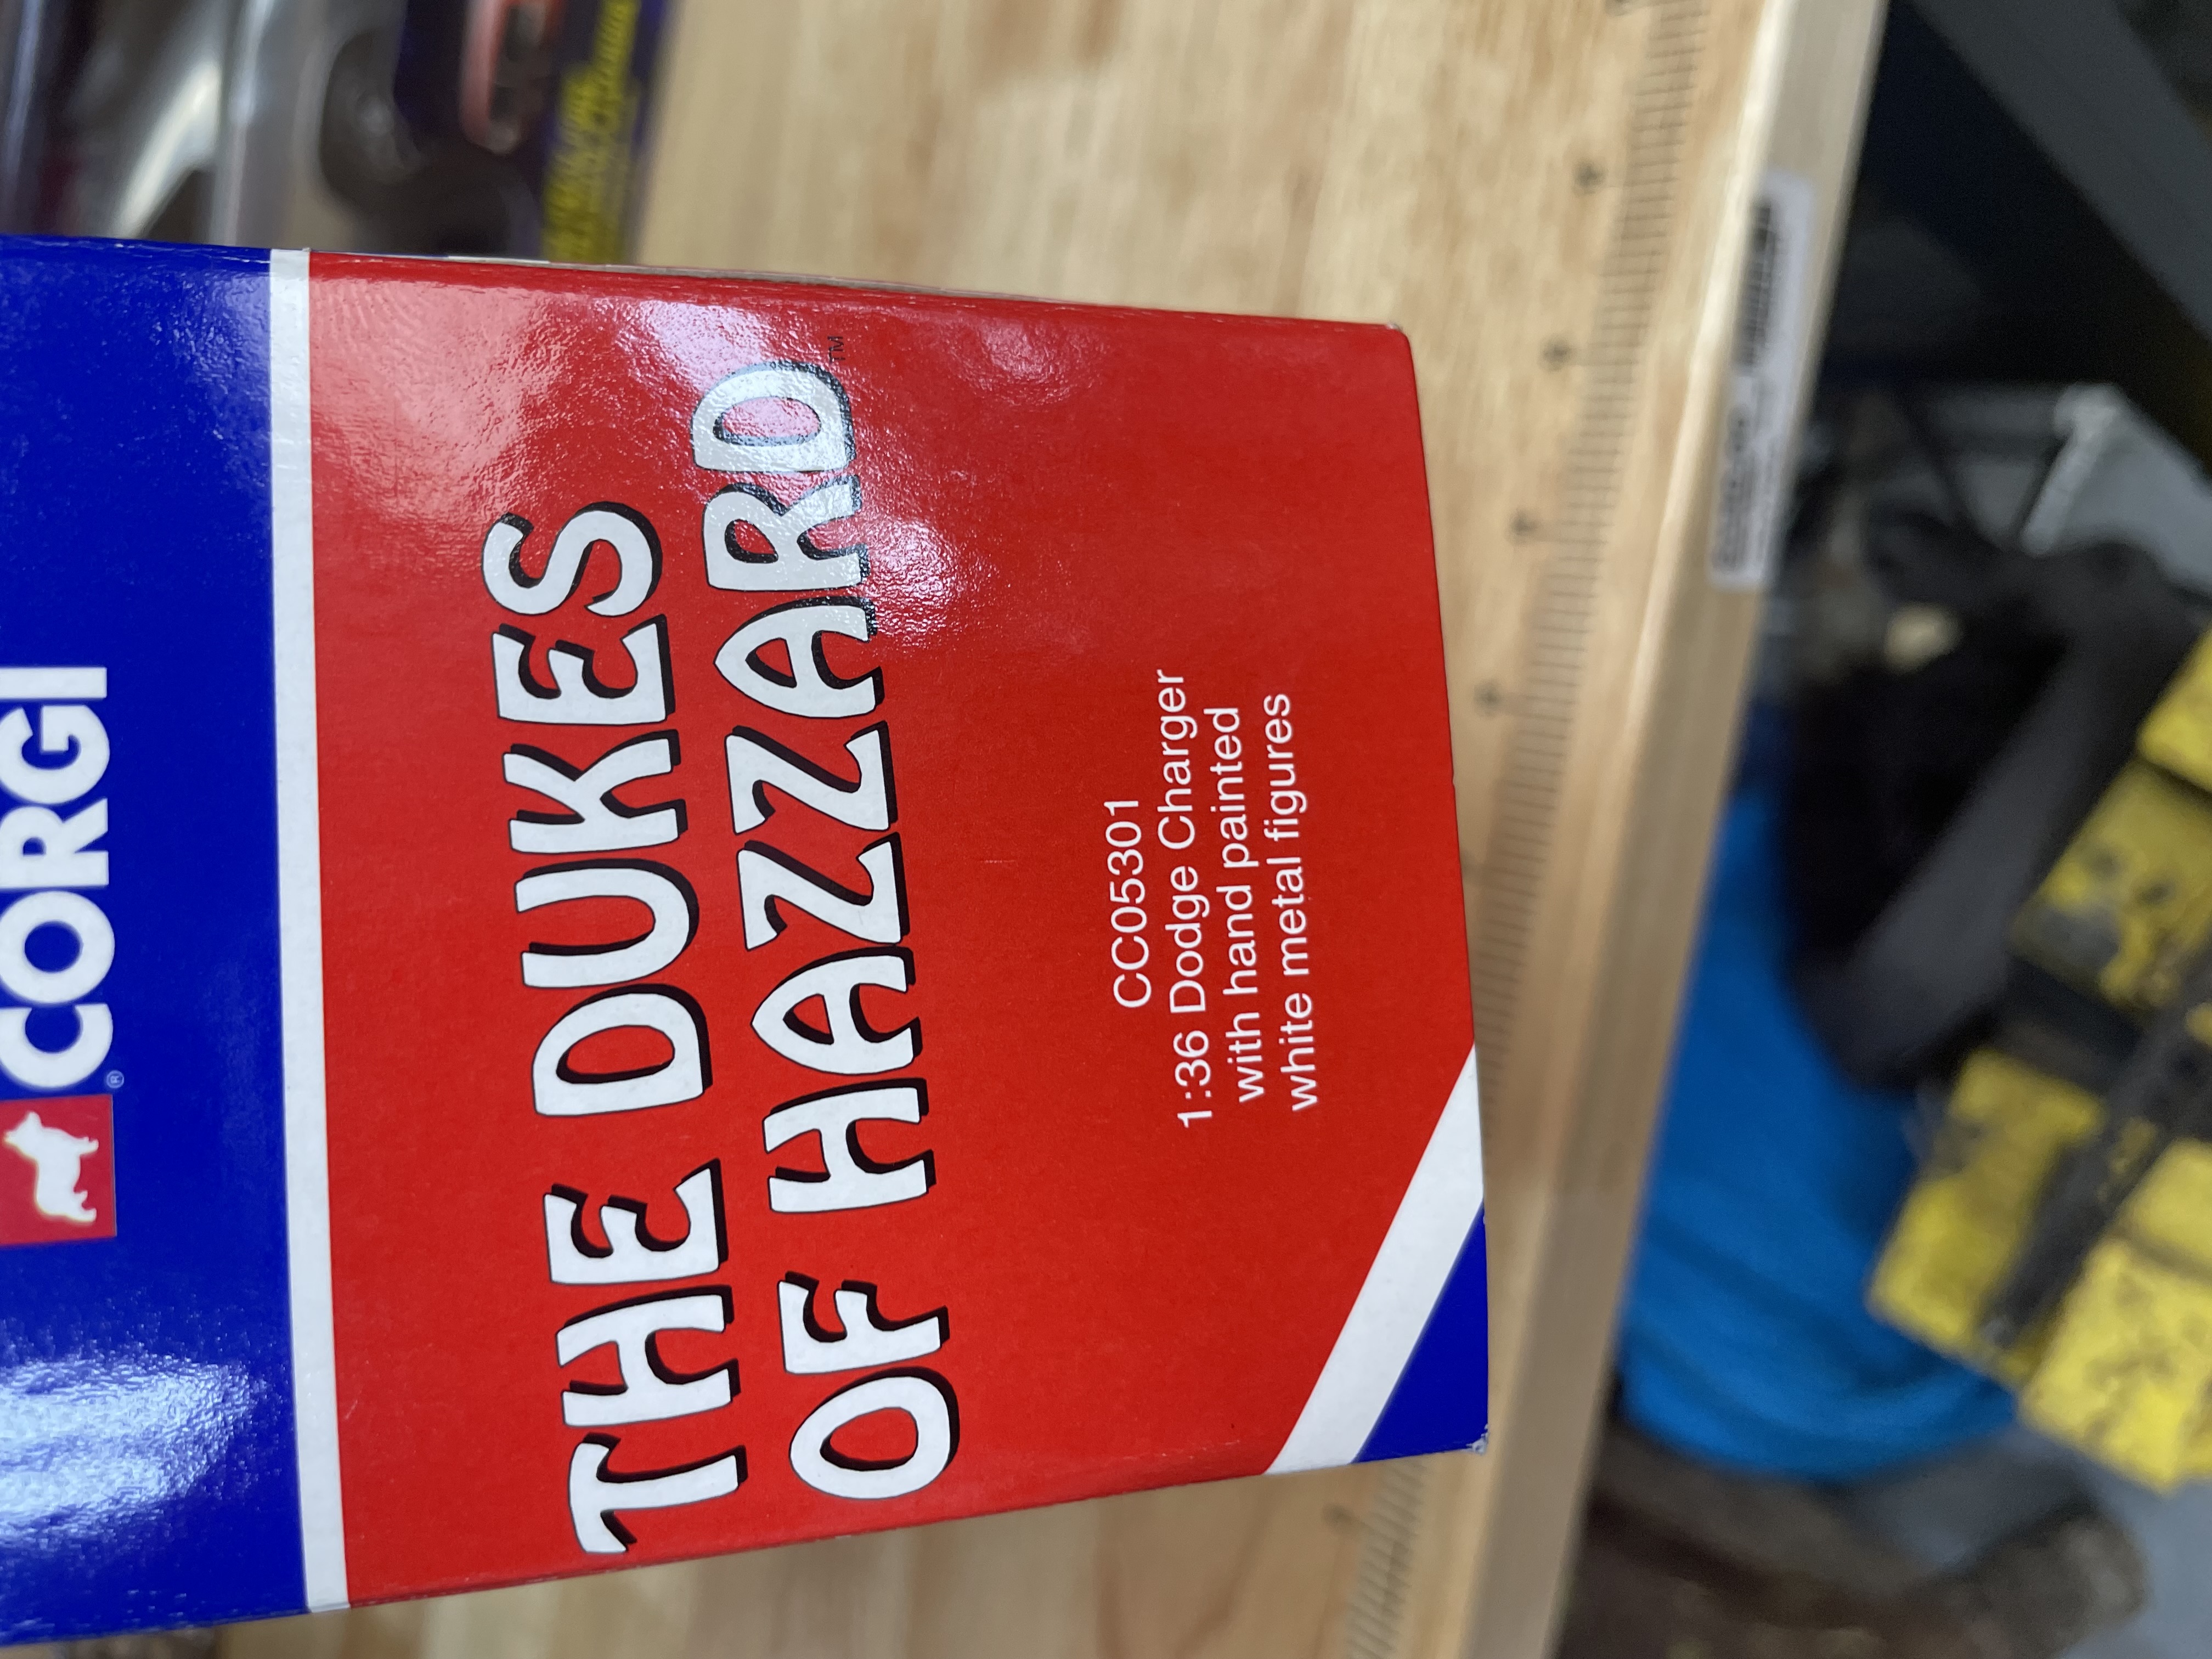 CORGI®
THE DUKES
OF HAZZARD™
CC05301
1:36 Dodge Charger
with hand painted
white metal figures